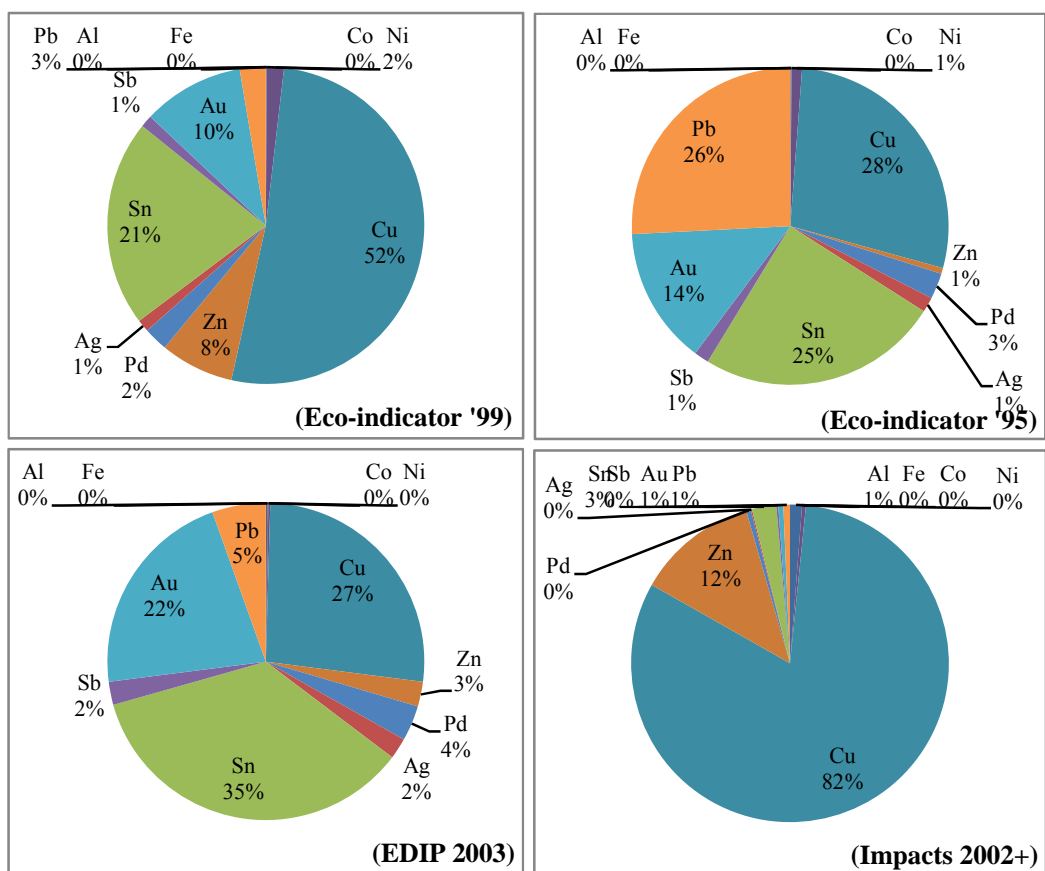 Pb Al Fe Co Ni
3% 0% 0% 0% 2%
Sb
1%
Au
10%
Sn
21%
Cu
52%
Ag
1%
Pd
2%
Zn
8%
(Eco-indicator '99)
Al Fe Co Ni
0% 0% 0% 1%
Pb
26%
Cu
28%
Au
14%
Zn
1%
Sn
25%
Pd
3%
Sb
1%
Ag
1%
(Eco-indicator '95)
Al Fe Co Ni
0% 0% 0% 0%
Pb
5%
Cu
27%
Au
22%
Zn
3%
Sb
2%
Pd
4%
Sn
35%
Ag
2%
(EDIP 2003)
Ag Sn Sb Au Pb Al Fe Co Ni
0% 3% 0% 1% 1% 1% 0% 0% 0%
Pd
0%
Zn
12%
Cu
82%
(Impacts 2002+)